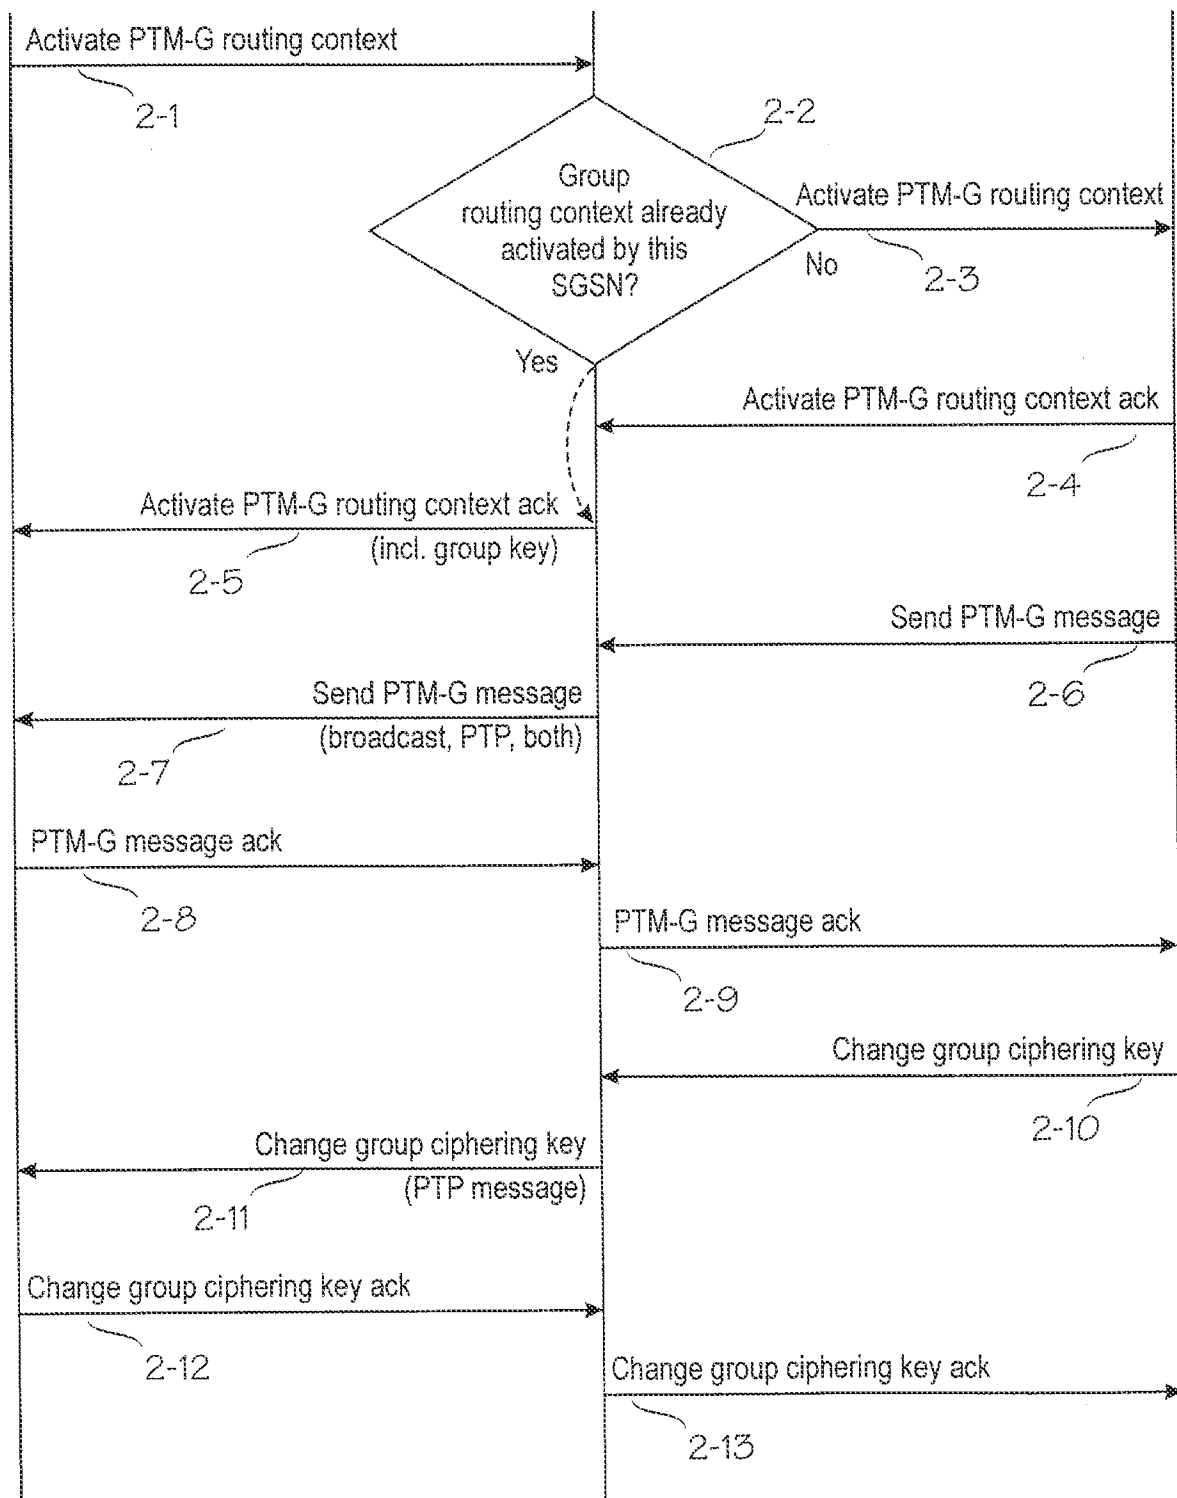 Activate PTM-G routing context
2-1
2-2
Group
routing context already
activated by this
SGSN?
Activate PTM-G routing context
No
2-3
Yes
Activate PTM-G routing context ack
2-4
Activate PTM-G routing context ack
(incl. group key)
2-5
Send PTM-G message
2-6
Send PTM-G message
(broadcast, PTP, both)
2-7
PTM-G message ack
2-8
PTM-G message ack
2-9
Change group ciphering key
2-10
Change group ciphering key
(PTP message)
2-11
Change group ciphering key ack
2-12
Change group ciphering key ack
2-13